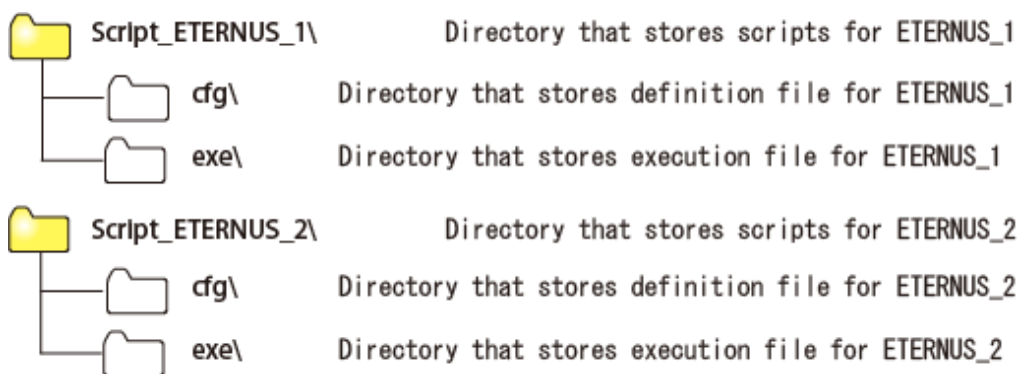 Script_ETERNUS_1\ Directory that stores scripts for ETERNUS_1
cfg\ Directory that stores definition file for ETERNUS_1
exe\ Directory that stores execution file for ETERNUS_1
Script_ETERNUS_2\ Directory that stores scripts for ETERNUS_2
cfg\ Directory that stores definition file for ETERNUS_2
exe\ Directory that stores execution file for ETERNUS_2